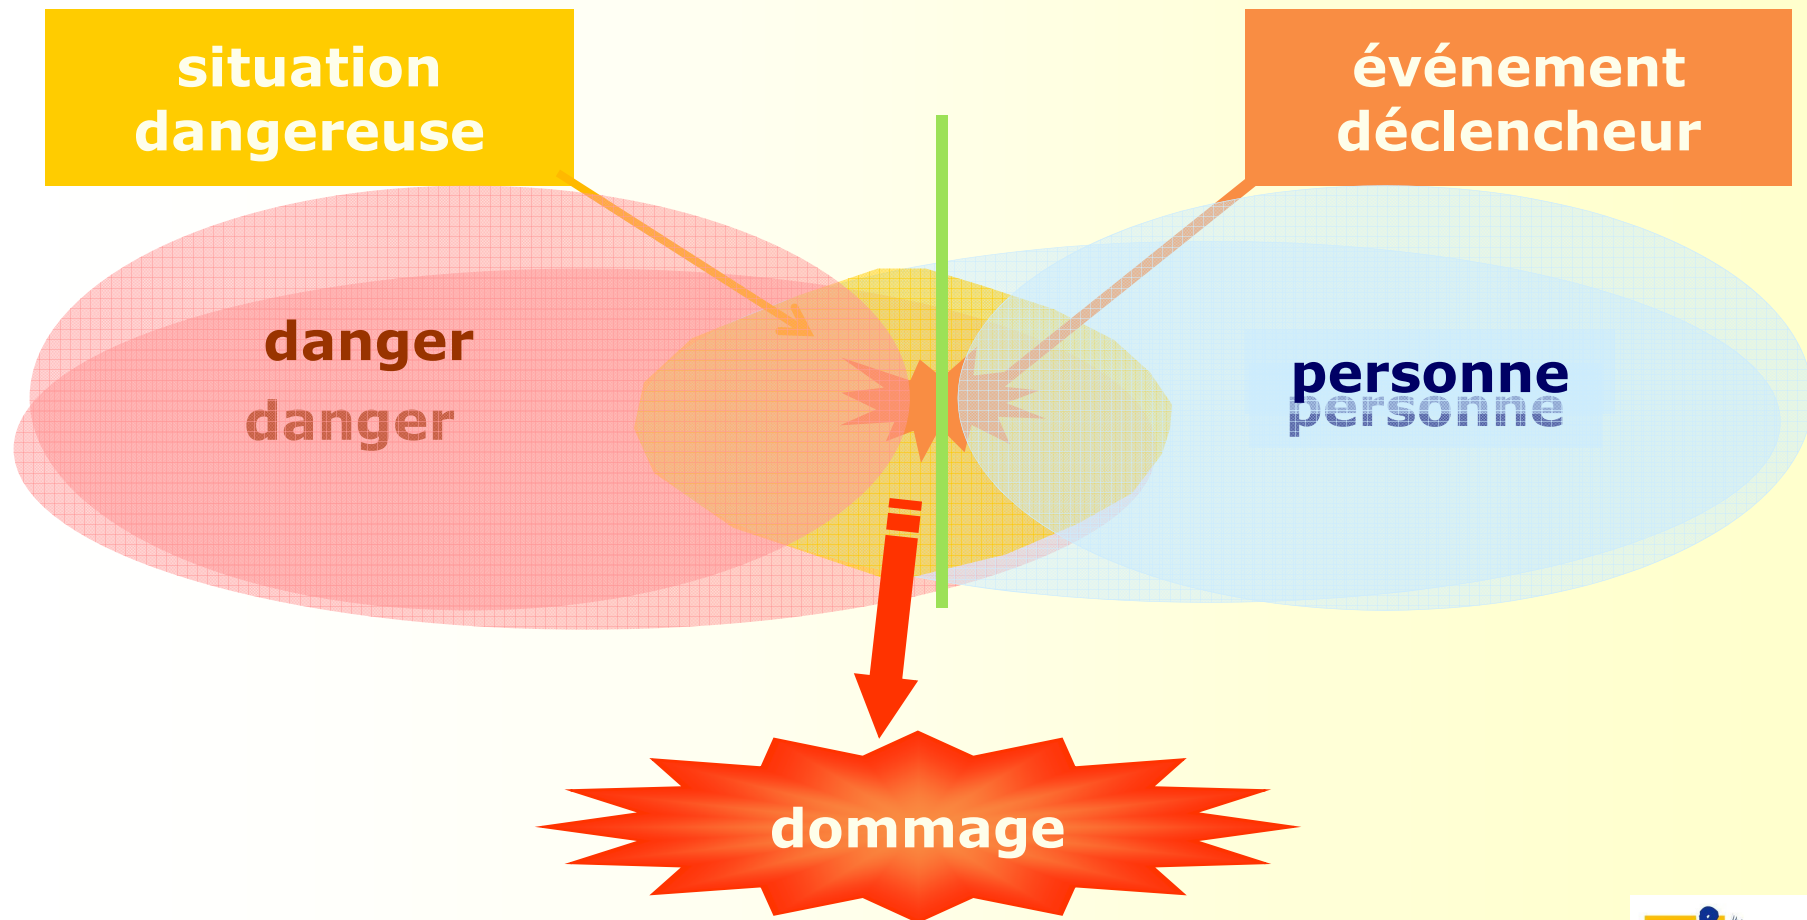 situation
dangereuse
événement
déclencheur
danger
danger
personne
personne
dommage